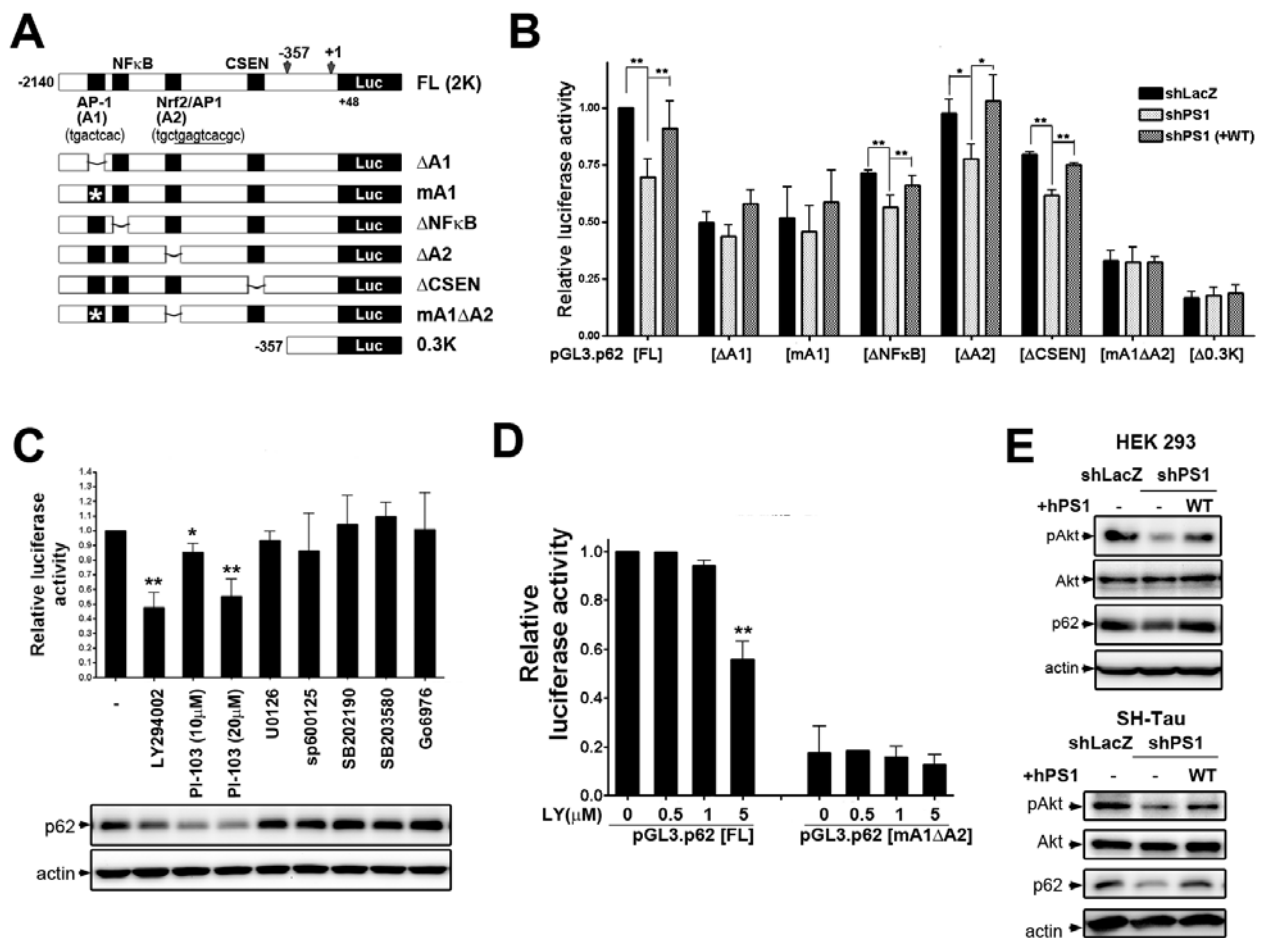 A
-357 +1
NFκB CSEN
-2140 Luc FL (2K)
AP-1 Nrf2/AP1 +48
(A1) (A2)
(tgactcac) (tgctgagtcacgc)
Luc ΔA1
* Luc mA1
Luc ΔNFκB
Luc ΔA2
Luc ΔCSEN
* Luc mA1ΔA2
-357 Luc 0.3K
B
Relative luciferase activity
1.00
0.75
0.50
0.25
0.00
** ** ** ** * * ** **
shLacZ
shPS1
shPS1 (+WT)
pGL3.p62 [FL] [ΔA1] [mA1] [ΔNFκB] [ΔA2] [ΔCSEN] [mA1ΔA2] [Δ0.3K]
C
Relative luciferase
activity
1.4
1.3
1.2
1.1
1.0
0.9
0.8
0.7
0.6
0.5
0.4
0.3
0.2
0.1
0.0
** * **
-
LY294002
PI-103 (10μM)
PI-103 (20μM)
U0126
sp600125
SB202190
SB203580
Go6976
p62
actin
D
Relative
luciferase activity
1.0
0.8
0.6
0.4
0.2
0.0
**
LY(μM) 0 0.5 1 5 0 0.5 1 5
pGL3.p62 [FL] pGL3.p62 [mA1ΔA2]
E
HEK 293
shLacZ shPS1
+hPS1 - - WT
pAkt
Akt
p62
actin
SH-Tau
shLacZ shPS1
+hPS1 - - WT
pAkt
Akt
p62
actin